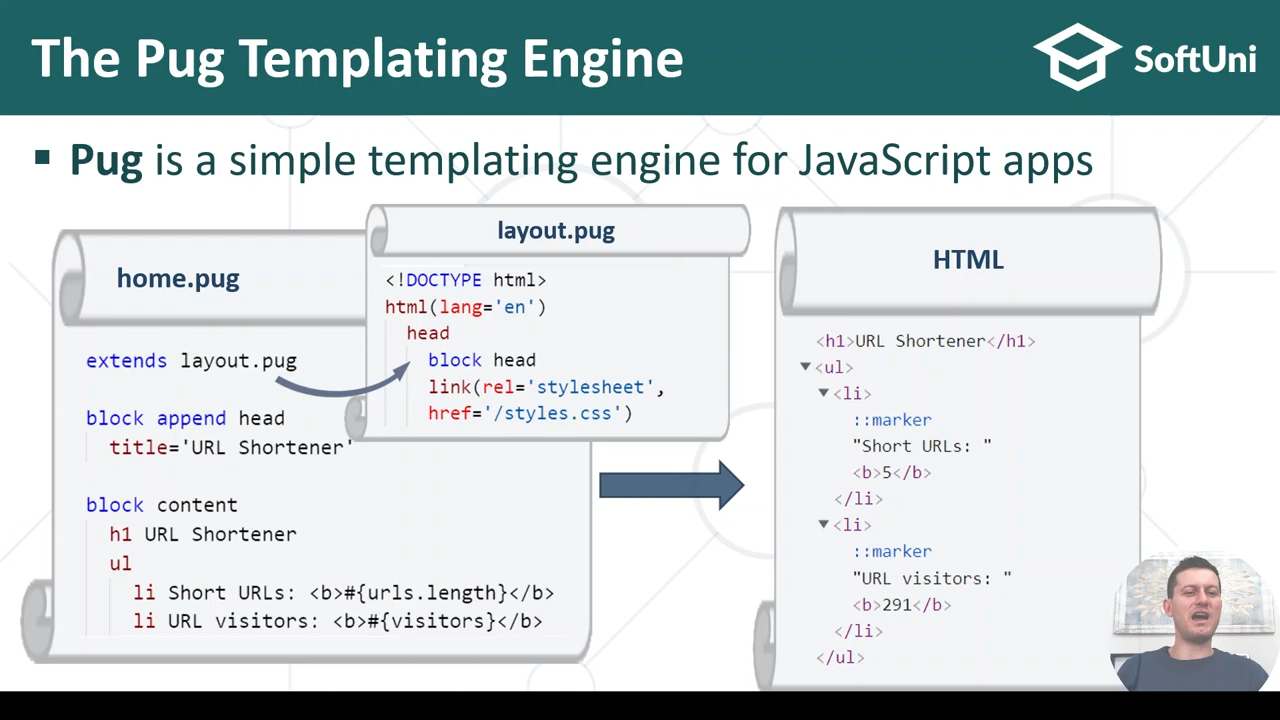 The Pug Templating Engine
SoftUni
▪ Pug is a simple templating engine for JavaScript apps
home.pug
extends layout.pug
block append head
title='URL Shortener'
block content
h1 URL Shortener
ul
li Short URLs: <b>#{urls.length}</b>
li URL visitors: <b>#{visitors}</b>
layout.pug
<!DOCTYPE html>
html(lang='en')
head
block head
link(rel='stylesheet',
href='/styles.css')
HTML
<h1>URL Shortener</h1>
▼<ul>
▼<li>
::marker
"Short URLs: "
<b>5</b>
</li>
▼<li>
::marker
"URL visitors: "
<b>291</b>
</li>
</ul>